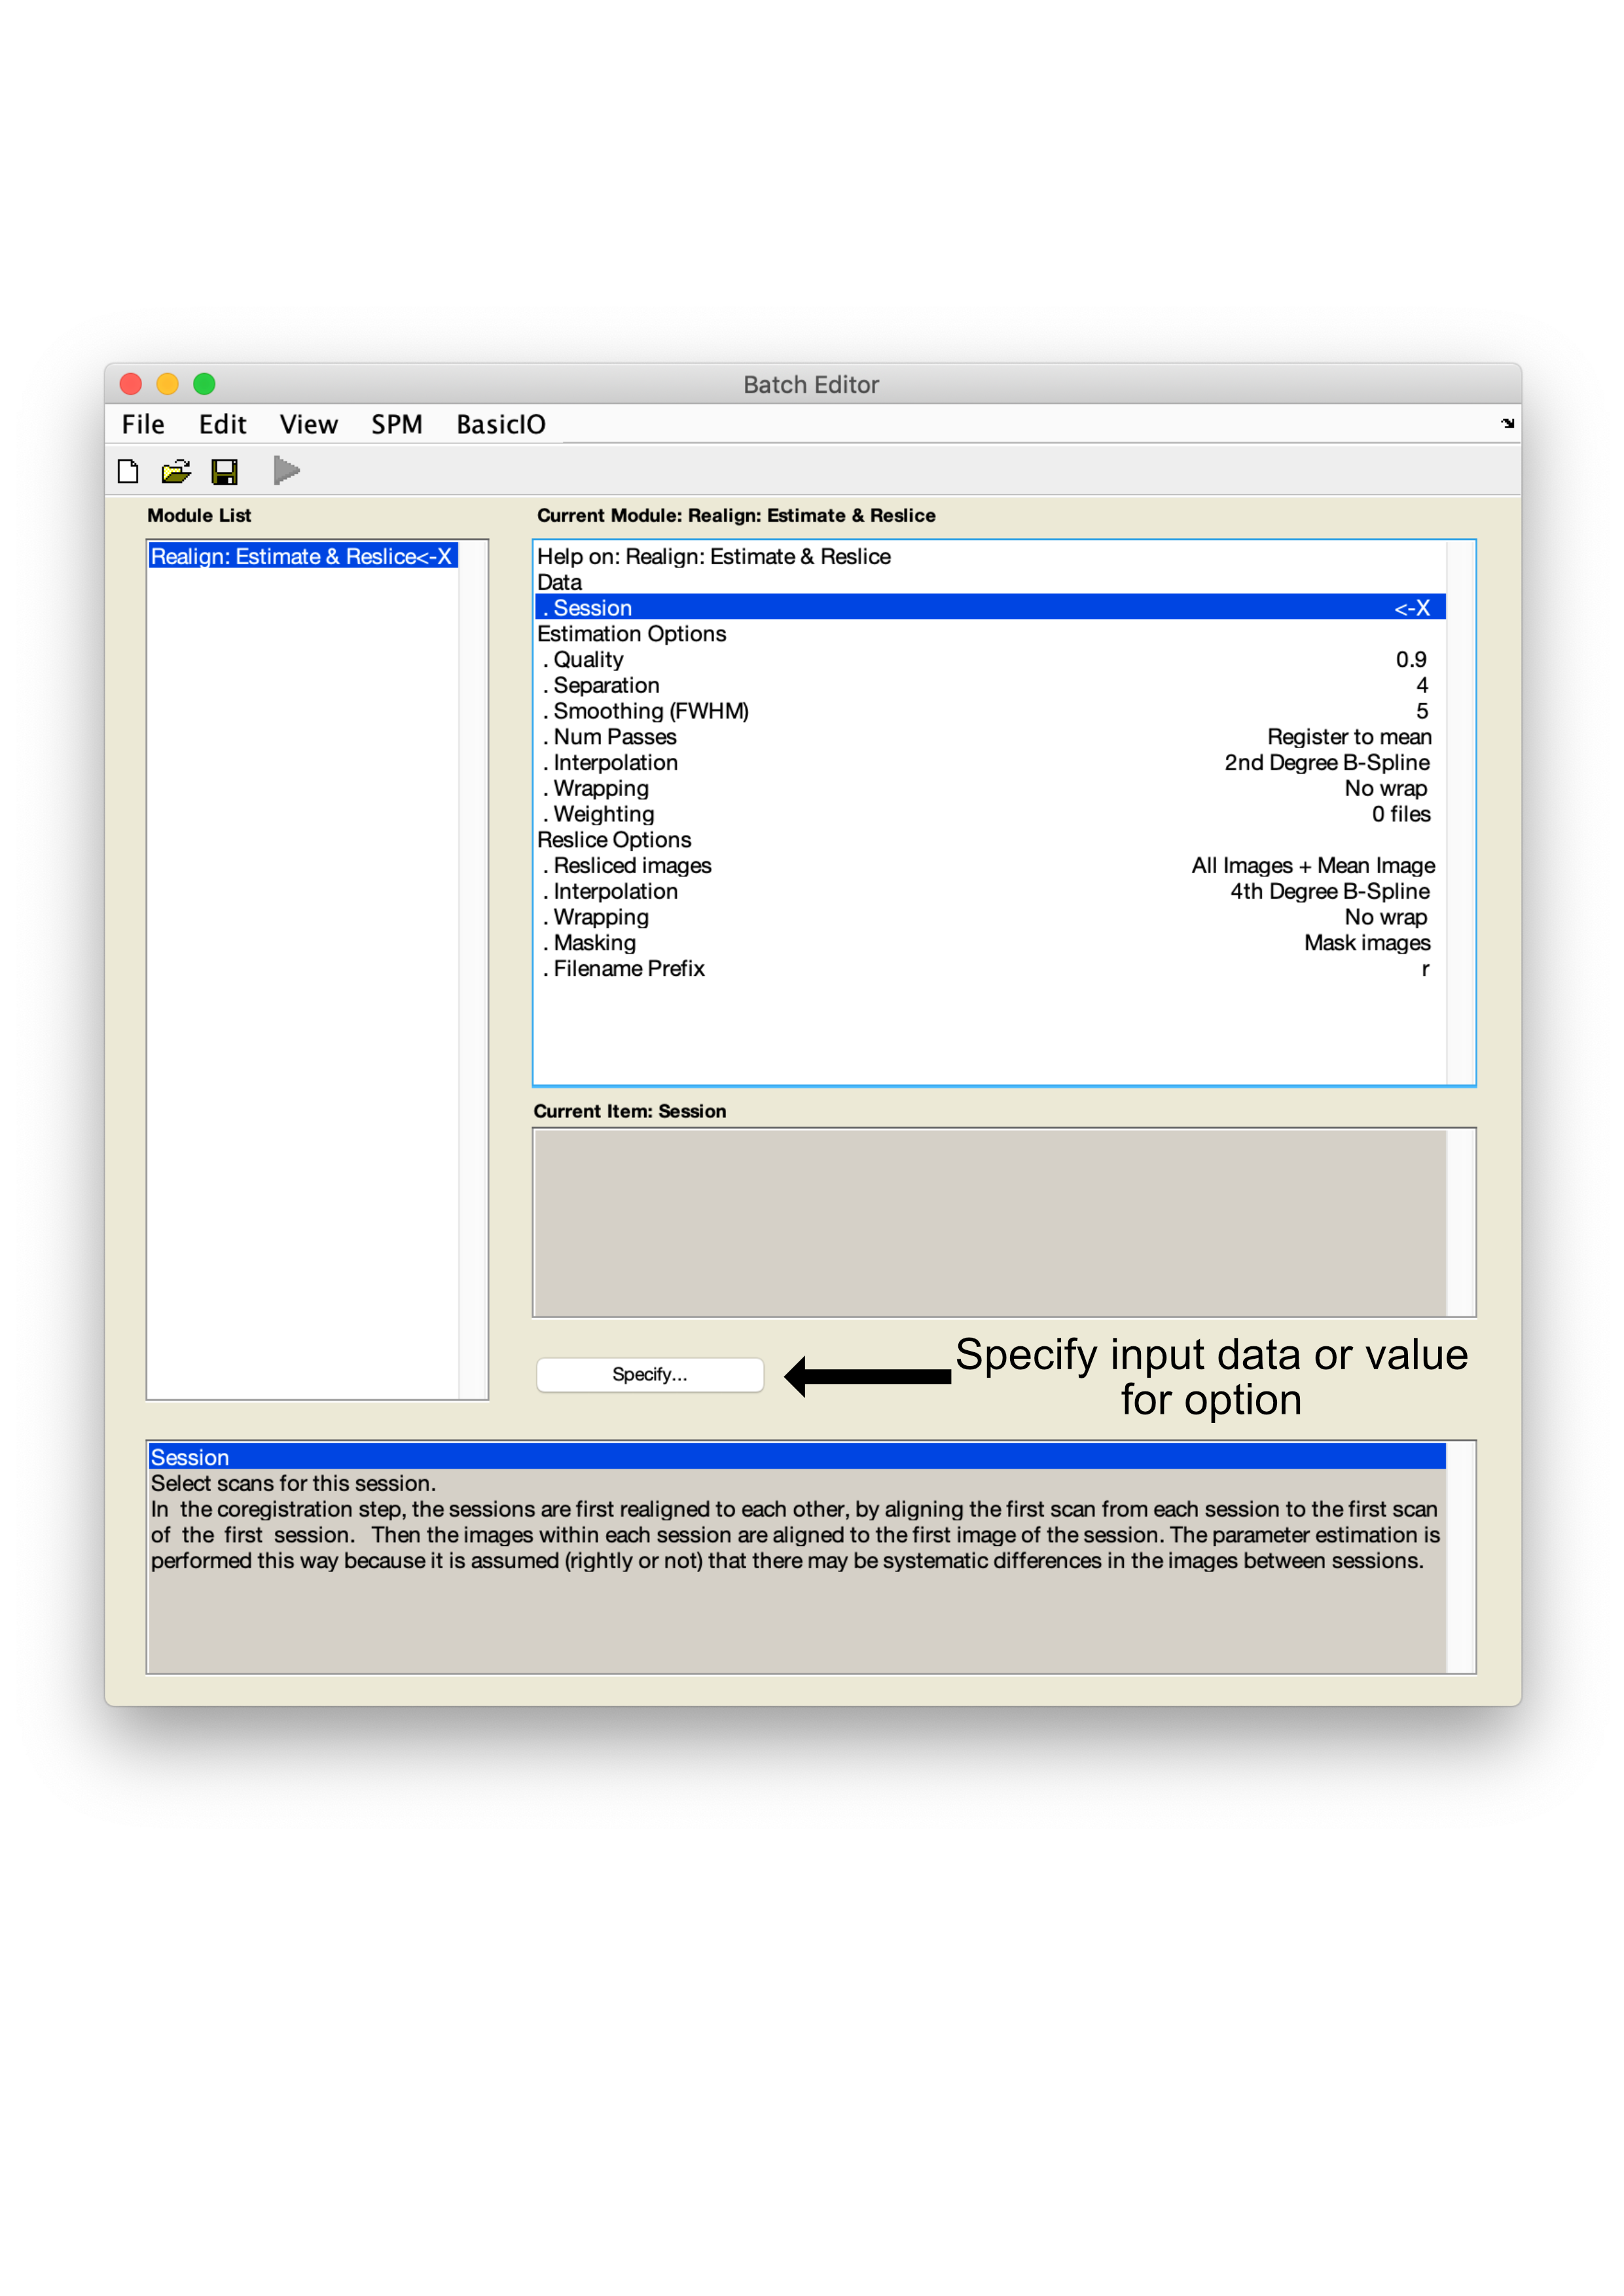 Batch Editor
File Edit View SPM BasicIO
Module List
Realign: Estimate & Reslice<-X
Current Module: Realign: Estimate & Reslice
Help on: Realign: Estimate & Reslice
Data
. Session <-X
Estimation Options
. Quality 0.9
. Separation 4
. Smoothing (FWHM) 5
. Num Passes Register to mean
. Interpolation 2nd Degree B-Spline
. Wrapping No wrap
. Weighting 0 files
Reslice Options
. Resliced images All Images + Mean Image
. Interpolation 4th Degree B-Spline
. Wrapping No wrap
. Masking Mask images
. Filename Prefix r
Current Item: Session
Specify...
Specify input data or value
for option
Session
Select scans for this session.
In the coregistration step, the sessions are first realigned to each other, by aligning the first scan from each session to the first scan
of the first session. Then the images within each session are aligned to the first image of the session. The parameter estimation is
performed this way because it is assumed (rightly or not) that there may be systematic differences in the images between sessions.